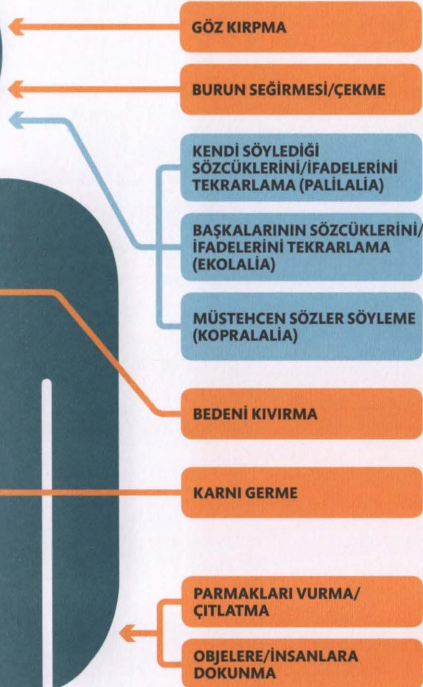 GÖZ KIRPMA
BURUN SEĞİRMESİ/ÇEKME
KENDİ SÖYLEDİĞİ
SÖZCÜKLERİNİ/İFADELERİNİ
TEKRARLAMA (PALİLALİA)
BAŞKALARININ SÖZCÜKLERİNİ/
İFADELERİNİ TEKRARLAMA
(EKOLALİA)
MÜSTEHCEN SÖZLER SÖYLEME
(KOPRALALİA)
BEDENİ KIVIRMA
KARNI GERME
PARMAKLARI VURMA/
ÇITLATMA
OBJELERE/İNSANLARA
DOKUNMA